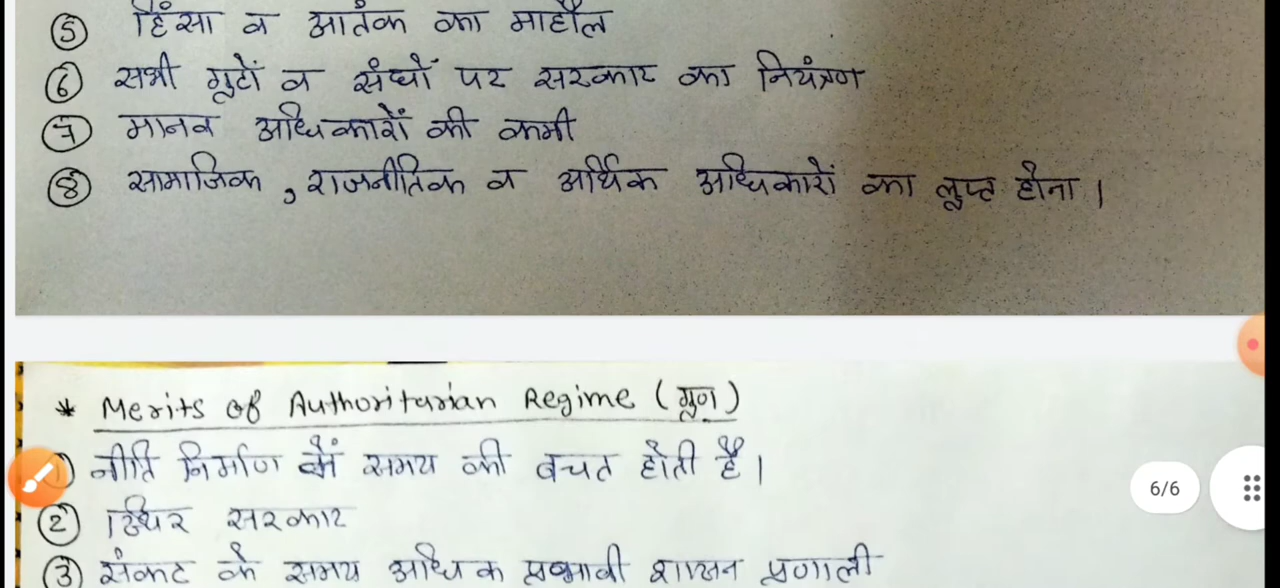 ⑤ हिंसा व आतंक का माहौल
⑥ सभी गूटों व संघों पर सरकार का नियंत्रण
⑦ मानव अधिकारों की कमी
⑧ सामाजिक, राजनीतिक व आर्थिक अधिकारों का लूप्त होना।
* Merits of Authoritarian Regime (गूण)
① नीति निर्माण में समय की बचत होती है।
② स्थिर सरकार
6/6
③ संकट के समय अधिक प्रभावी शासन प्रणाली